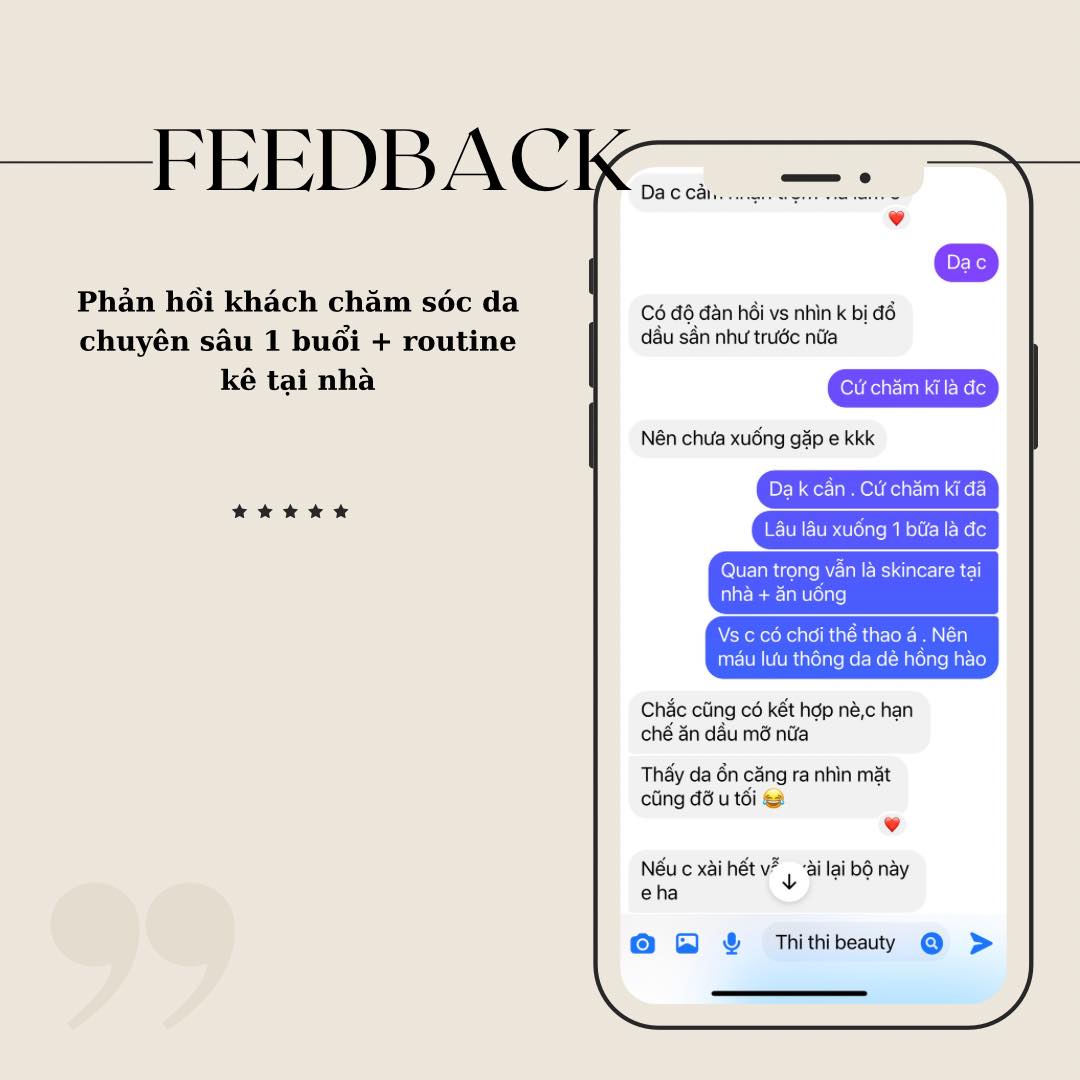 FEEDBACK
Phản hồi khách chăm sóc da
chuyên sâu 1 buổi + routine
kê tại nhà
Da c cảm
Dạ c
Có độ đàn hồi vs nhìn k bị đổ
dầu sần như trước nữa
Cứ chăm kĩ là đc
Nên chưa xuống gặp e kkk
Dạ k cần . Cứ chăm kĩ đã
Lâu lâu xuống 1 bữa là đc
Quan trọng vẫn là skincare tại
nhà + ăn uống
Vs c có chơi thể thao á . Nên
máu lưu thông da dẻ hồng hào
Chắc cũng có kết hợp nè,c hạn
chế ăn dầu mỡ nữa
Thấy da ổn căng ra nhìn mặt
cũng đỡ u tối 😂
Nếu c xài hết lại bộ này
e ha
Thi thi beauty